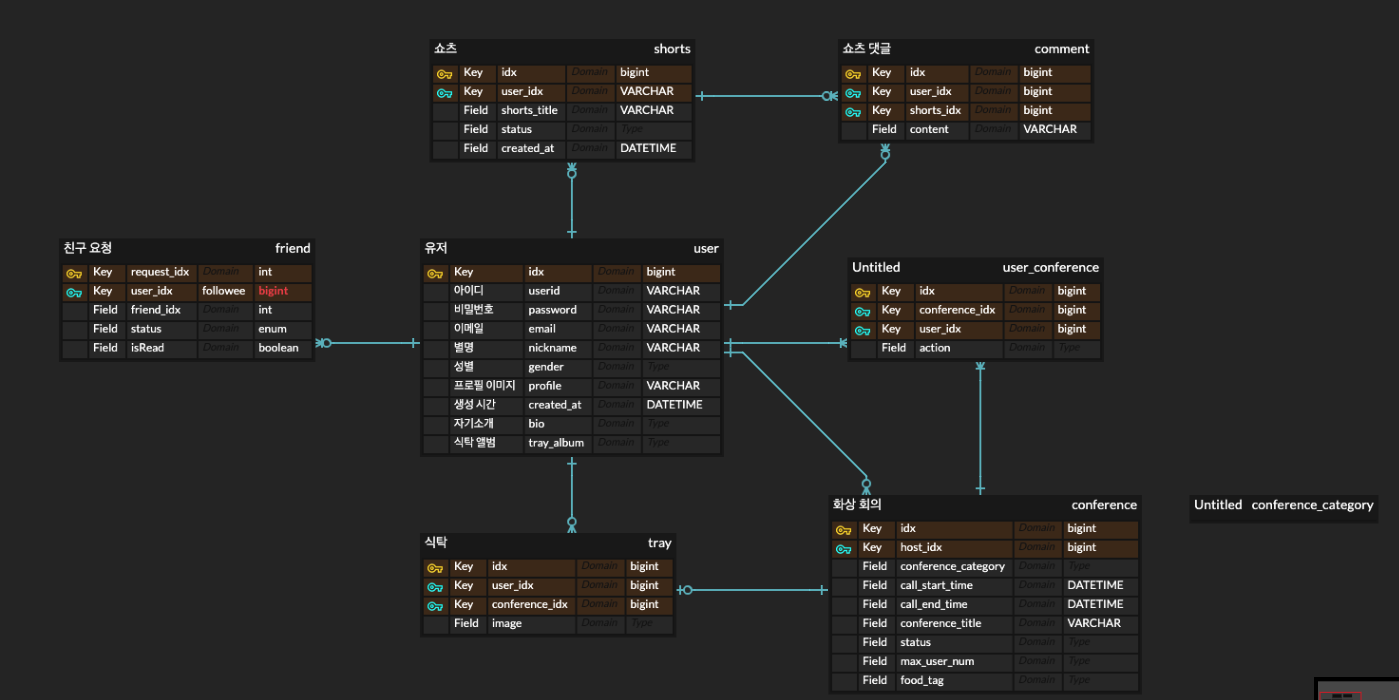 쇼츠 shorts
Key idx Domain bigint
Key user_idx Domain VARCHAR
Field shorts_title Domain VARCHAR
Field status Domain Type
Field created_at Domain DATETIME
쇼츠 댓글 comment
Key idx Domain bigint
Key user_idx Domain bigint
Key shorts_idx Domain bigint
Field content Domain VARCHAR
친구 요청 friend
Key request_idx Domain int
Key user_idx followee bigint
Field friend_idx Domain int
Field status Domain enum
Field isRead Domain boolean
유저 user
Key idx Domain bigint
아이디 userid Domain VARCHAR
비밀번호 password Domain VARCHAR
이메일 email Domain VARCHAR
별명 nickname Domain VARCHAR
성별 gender Domain Type
프로필 이미지 profile Domain VARCHAR
생성 시간 created_at Domain DATETIME
자기소개 bio Domain Type
식탁 앨범 tray_album Domain Type
Untitled user_conference
Key idx Domain bigint
Key conference_idx Domain bigint
Key user_idx Domain bigint
Field action Domain Type
식탁 tray
Key idx Domain bigint
Key user_idx Domain bigint
Key conference_idx Domain bigint
Field image Domain Type
화상 회의 conference
Key idx Domain bigint
Key host_idx Domain bigint
Field conference_category Domain Type
Field call_start_time Domain DATETIME
Field call_end_time Domain DATETIME
Field conference_title Domain VARCHAR
Field status Domain Type
Field max_user_num Domain Type
Field food_tag Domain Type
Untitled conference_category